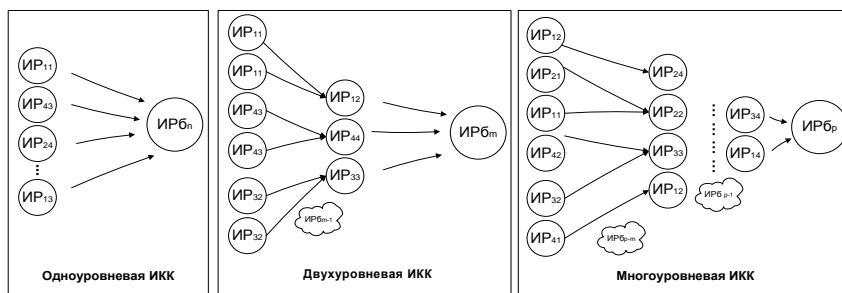 ИР11
ИР43
ИР24
ИР13
ИРбn
Одноуровневая ИКК
ИР11
ИР11
ИР43
ИР43
ИР32
ИР32
ИР12
ИР44
ИР33
ИРбm-1
ИРбm
Двухуровневая ИКК
ИР12
ИР21
ИР11
ИР42
ИР32
ИР41
ИР24
ИР22
ИР33
ИР12
ИРбp-m
ИР34
ИР14
ИРб p-1
ИРбp
Многоуровневая ИКК